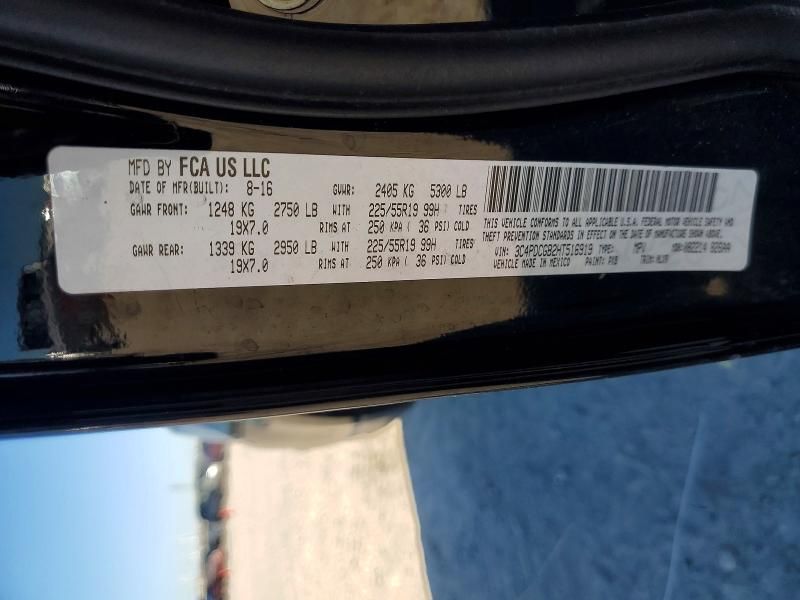 MFD BY FCA US LLC
DATE OF MFR(BUILT): 8-16 GVWR: 2405 KG 5300 LB
GAWR FRONT: 1248 KG 2750 LB WITH 225/55R19 99H TIRES
19X7.0 RIMS AT 250 KPA ( 36 PSI) COLD
GAWR REAR: 1339 KG 2950 LB WITH 225/55R19 99H TIRES
19X7.0 RIMS AT 250 KPA ( 36 PSI) COLD
THIS VEHICLE CONFORMS TO ALL APPLICABLE U.S.A. FEDERAL MOTOR VEHICLE SAFETY AND
THEFT PREVENTION STANDARDS IN EFFECT ON THE DATE OF MANUFACTURE SHOWN ABOVE.
VIN: 3C4PDCGB2HT516919 TYPE: MPV MDH:
VEHICLE MADE IN MEXICO PAINT: PXR TRIM: